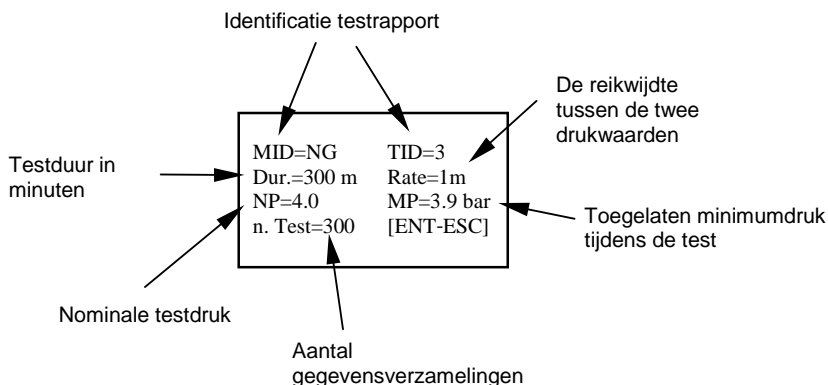 Identificatie testrapport
De reikwijdte
tussen de twee
drukwaarden
Testduur in
minuten
MID=NG TID=3
Dur.=300 m Rate=1m
NP=4.0 MP=3.9 bar
n. Test=300 [ENT-ESC]
Toegelaten minimumdruk
tijdens de test
Nominale testdruk
Aantal
gegevensverzamelingen